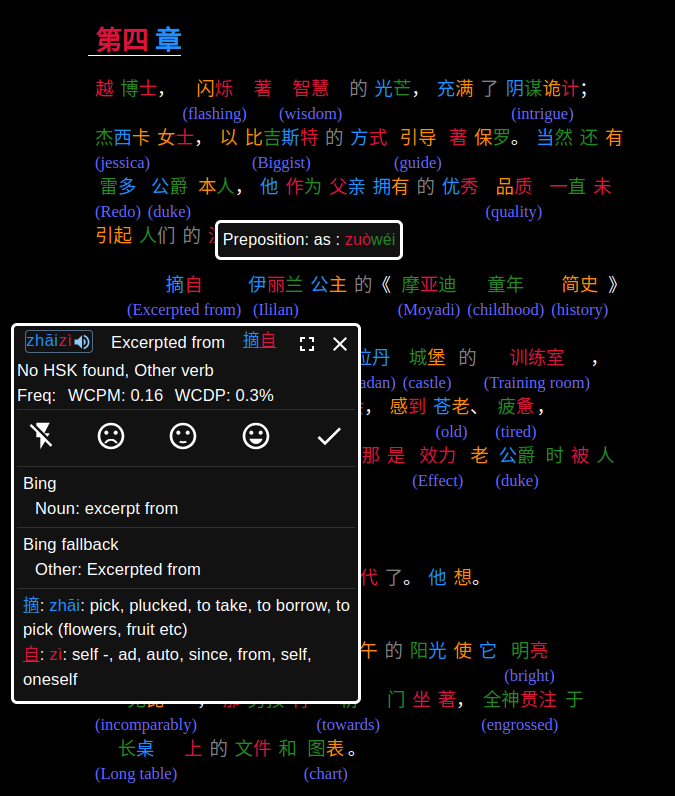 第四 章
越 博士， 闪烁 著 智慧 的 光芒， 充满 了 阴谋诡计；
(flashing) (wisdom) (intrigue)
杰西卡 女士， 以 比吉斯特 的 方式 引导 著 保罗。 当然 还 有
(jessica) (Biggist) (guide)
雷多 公爵 本人， 他 作为 父亲 拥有 的 优秀 品质 一直 未
(Redo) (duke) (quality)
引起 人们 的
Preposition: as : zuòwéi
摘自 伊丽兰 公主 的《 摩亚迪 童年 简史 》
(Excerpted from) (Ililan) (Moyadi) (childhood) (history)
zhāizì Excerpted from 摘自
No HSK found, Other verb
Freq: WCPM: 0.16 WCDP: 0.3%
Bing
Noun: excerpt from
Bing fallback
Other: Excerpted from
摘: zhāi: pick, plucked, to take, to borrow, to
pick (flowers, fruit etc)
自: zì: self -, ad, auto, since, from, self,
oneself
丹 城堡 的 训练室 ，
adan) (castle) (Training room)
， 感到 苍老、 疲惫，
(old) (tired)
那 是 效力 老 公爵 时 被 人
(Effect) (duke)
代 了。 他 想。
午 的 阳光 使 它 明亮
(bright)
门 坐 著， 全神贯注 于
(incomparably) (towards) (engrossed)
长桌 上 的 文件 和 图表。
(Long table) (chart)